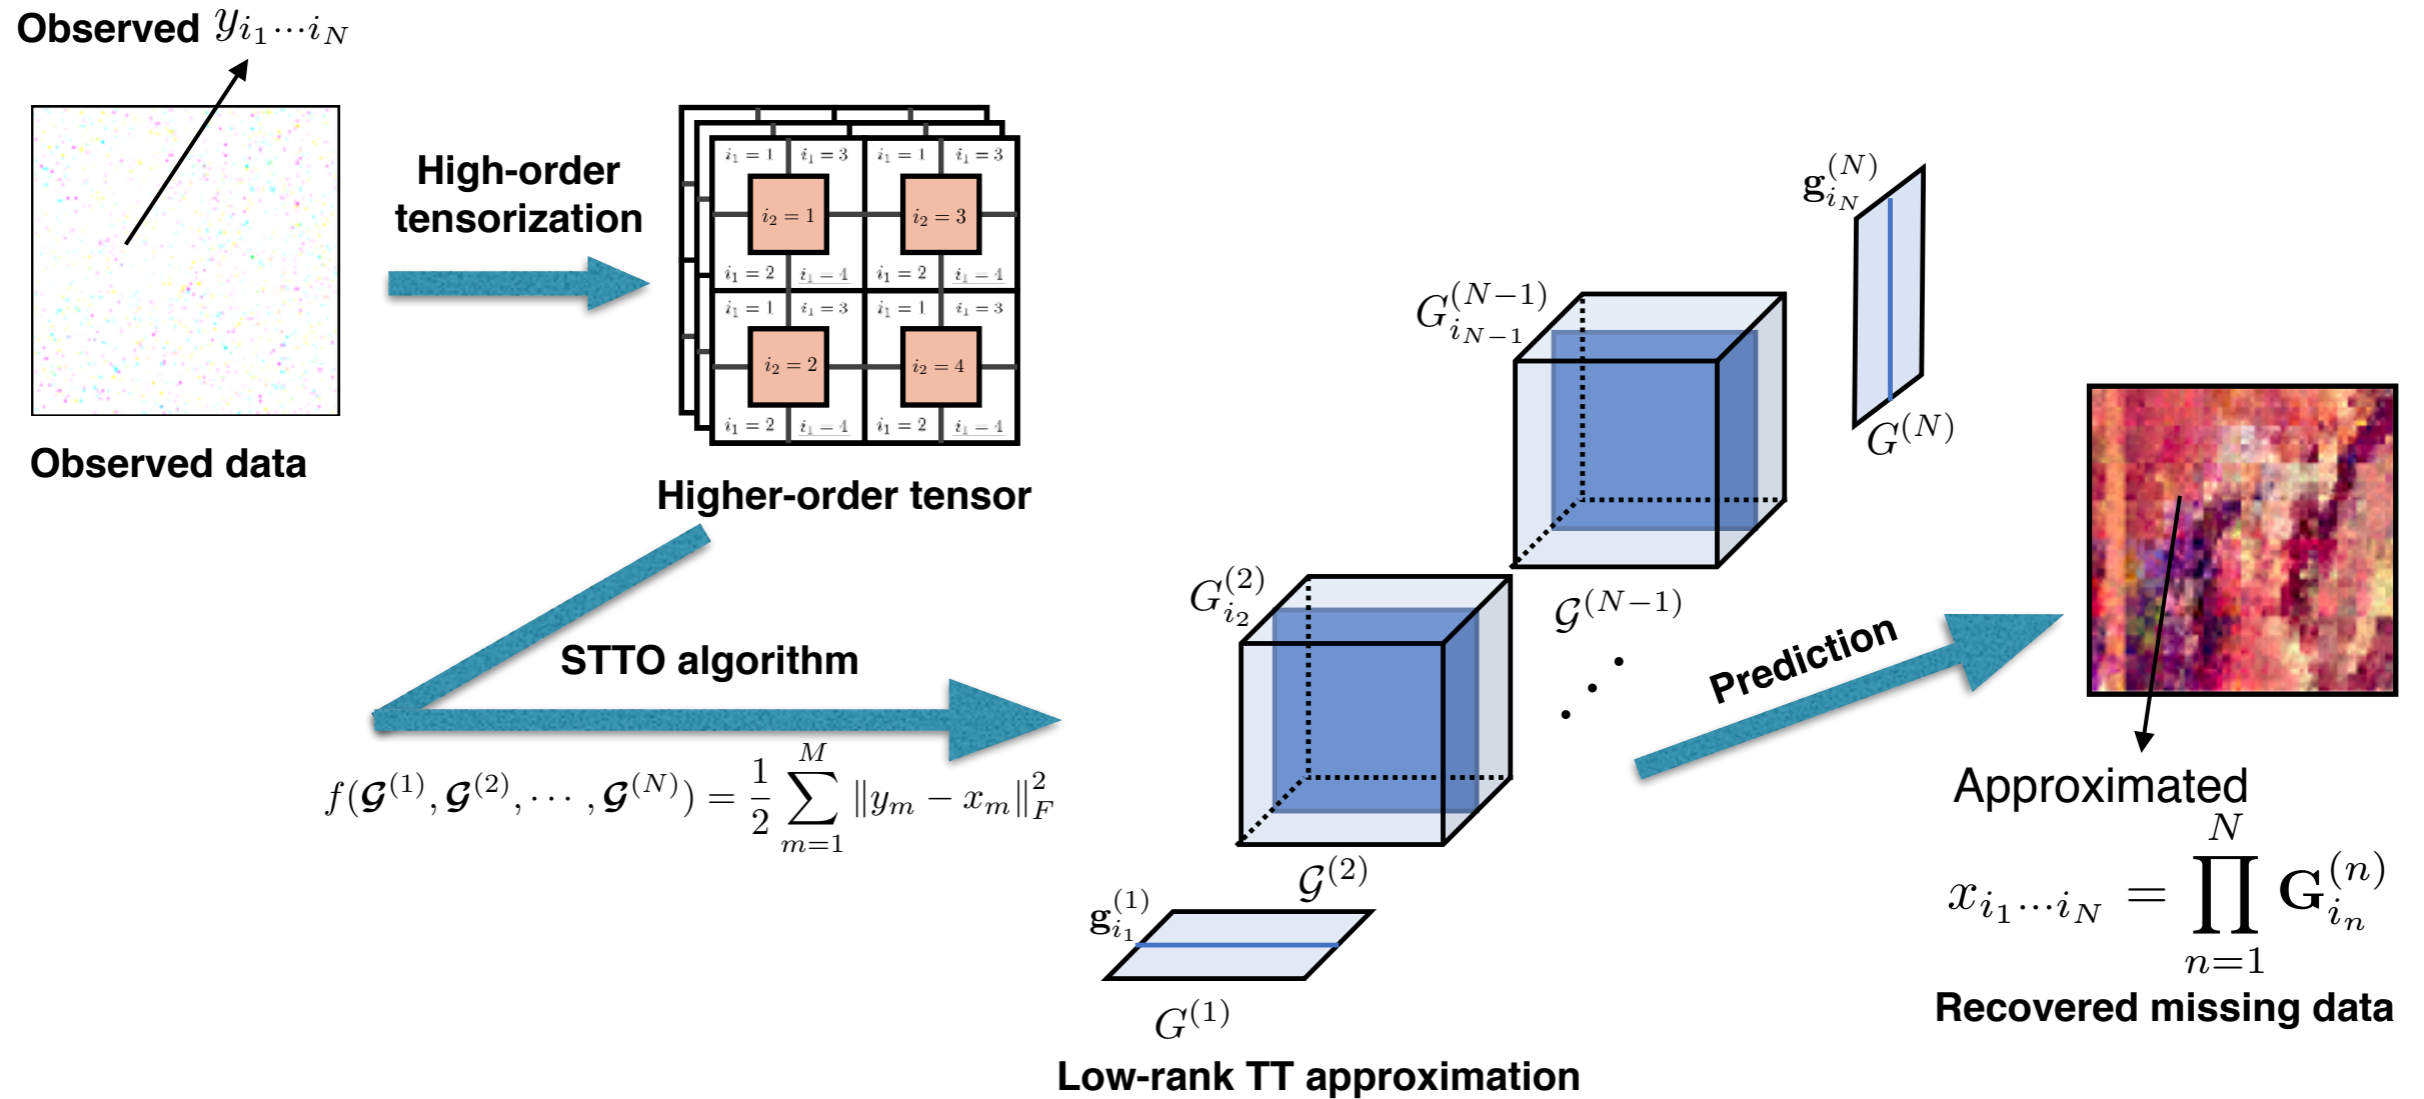 Observed $y_{i_1 \cdots i_N}$
High-order
tensorization
Observed data
$i_1 = 1$ $i_1 = 3$ $i_1 = 1$ $i_1 = 3$
$i_2 = 1$ $i_2 = 3$
$i_1 = 2$ $i_1 = 4$ $i_1 = 2$ $i_1 = 4$
$i_1 = 1$ $i_1 = 3$ $i_1 = 1$ $i_1 = 3$
$i_2 = 2$ $i_2 = 4$
$i_1 = 2$ $i_1 = 4$ $i_1 = 2$ $i_1 = 4$
Higher-order tensor
STTO algorithm
$f(\mathcal{G}^{(1)}, \mathcal{G}^{(2)}, \cdots, \mathcal{G}^{(N)}) = \frac{1}{2} \sum_{m=1}^{M} \| y_m - x_m \|_F^2$
$\mathbf{g}_{i_1}^{(1)}$
$G^{(1)}$
$G_{i_2}^{(2)}$
$\mathcal{G}^{(2)}$
$G_{i_{N-1}}^{(N-1)}$
$\mathcal{G}^{(N-1)}$
$\mathbf{g}_{i_N}^{(N)}$
$G^{(N)}$
Low-rank TT approximation
Prediction
Approximated
$x_{i_1 \cdots i_N} = \prod_{n=1}^{N} \mathbf{G}_{i_n}^{(n)}$
Recovered missing data